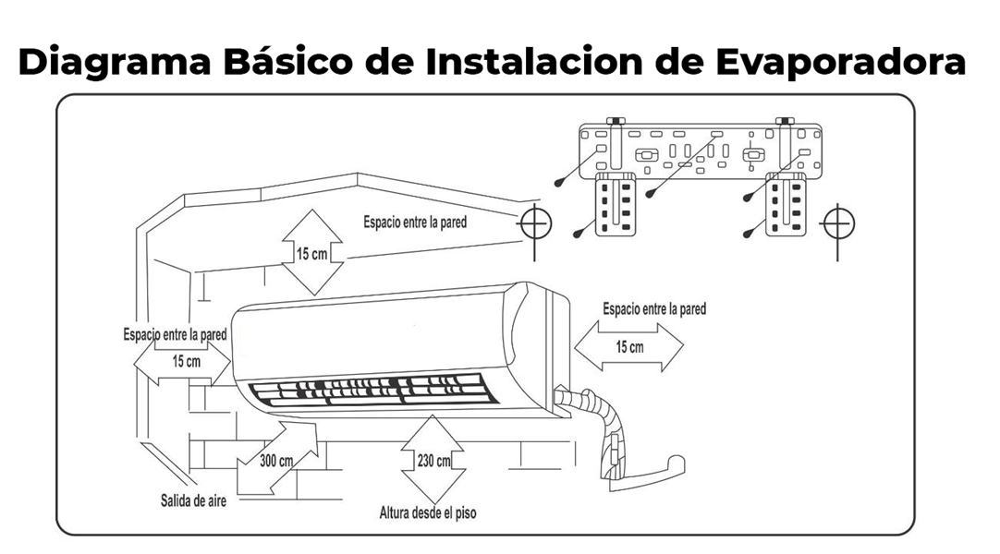 Diagrama Básico de Instalacion de Evaporadora
Espacio entre la pared
15 cm
Espacio entre la pared
15 cm
Espacio entre la pared
15 cm
300 cm
230 cm
Salida de aire
Altura desde el piso